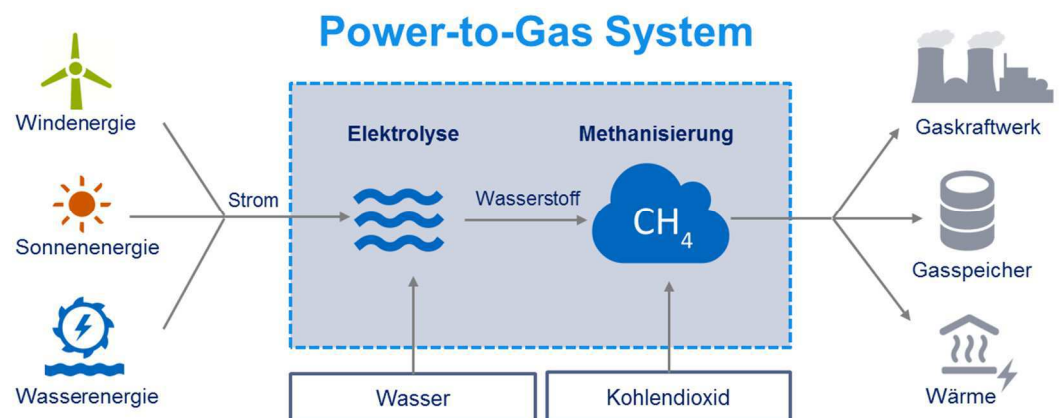 Power-to-Gas System
Windenergie
Sonnenenergie
Wasserenergie
Strom
Elektrolyse
Wasserstoff
Methanisierung
CH₄
Wasser
Kohlendioxid
Gaskraftwerk
Gasspeicher
Wärme